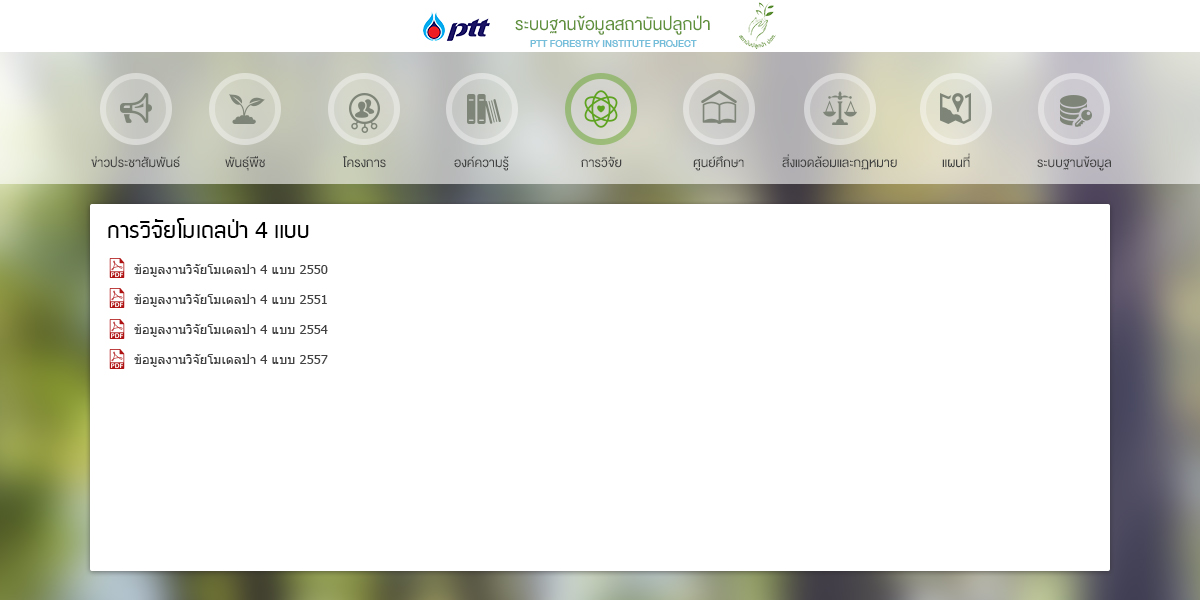 ptt
ระบบฐานข้อมูลสถาบันปลูกป่า
PTT FORESTRY INSTITUTE PROJECT
ข่าวประชาสัมพันธ์
พันธุ์พืช
โครงการ
องค์ความรู้
การวิจัย
ศูนย์ศึกษา
สิ่งแวดล้อมและกฎหมาย
แผนที่
ระบบฐานข้อมูล
การวิจัยโมเดลป่า 4 แบบ
PDF ข้อมูลงานวิจัยโมเดลปา 4 แบบ 2550
PDF ข้อมูลงานวิจัยโมเดลปา 4 แบบ 2551
PDF ข้อมูลงานวิจัยโมเดลปา 4 แบบ 2554
PDF ข้อมูลงานวิจัยโมเดลปา 4 แบบ 2557